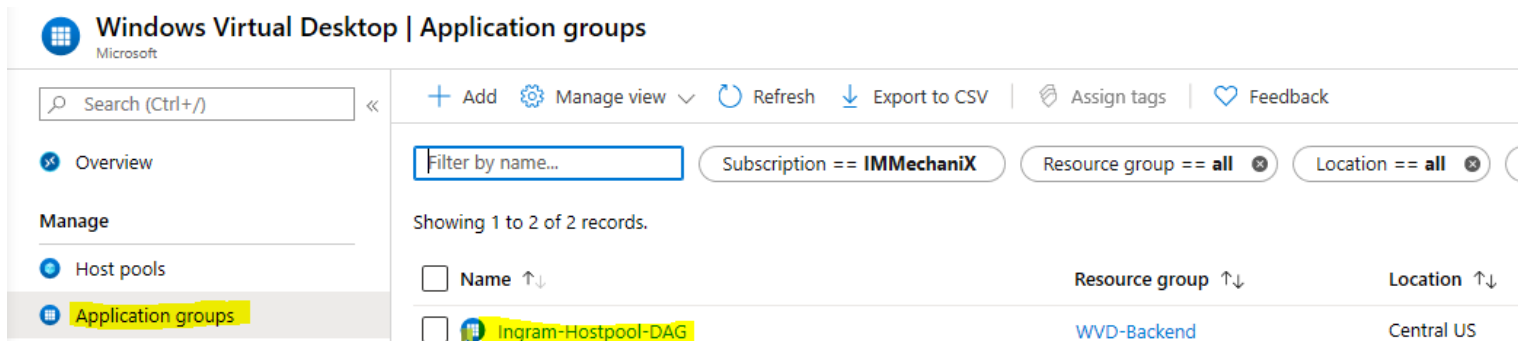 Windows Virtual Desktop | Application groups
Microsoft
Search (Ctrl+/)
«
Overview
Manage
Host pools
Application groups
+ Add Manage view Refresh Export to CSV Assign tags Feedback
Filter by name...
Subscription == IMMechaniX
Resource group == all
Location == all
Showing 1 to 2 of 2 records.
Name ↑↓ Resource group ↑↓ Location ↑↓
Ingram-Hostpool-DAG WVD-Backend Central US